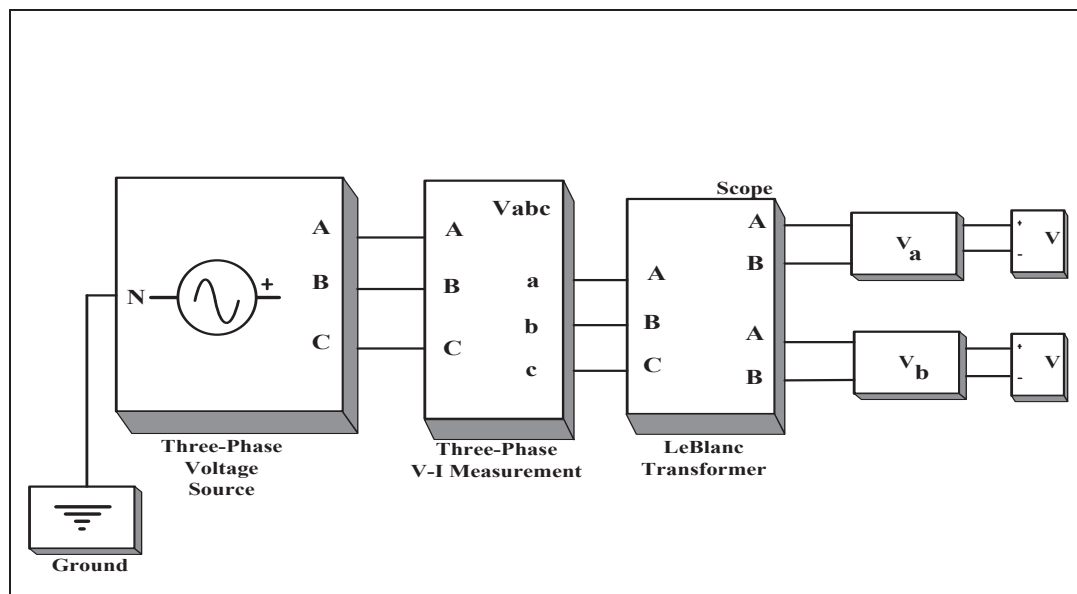 Scope
Vabc
A
B
C
N
+
A
B
C
a
b
c
A
B
C
A
B
A
B
Va
Vb
+
-
V
+
-
V
Three-Phase
Voltage
Source
Three-Phase
V-I Measurement
LeBlanc
Transformer
Ground